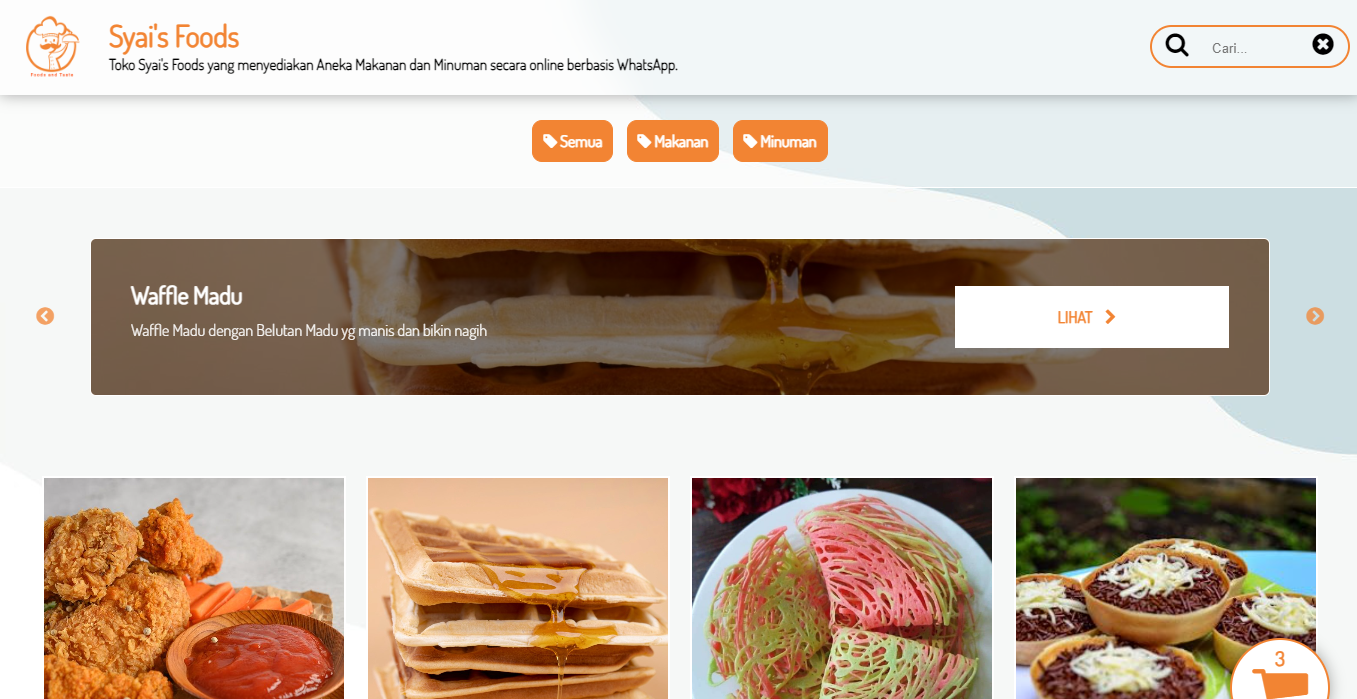 Syai's Foods
Toko Syai's Foods yang menyediakan Aneka Makanan dan Minuman secara online berbasis WhatsApp.
Foods and Taste
Cari...
Semua
Makanan
Minuman
Waffle Madu
Waffle Madu dengan Belutan Madu yg manis dan bikin nagih
LIHAT
3